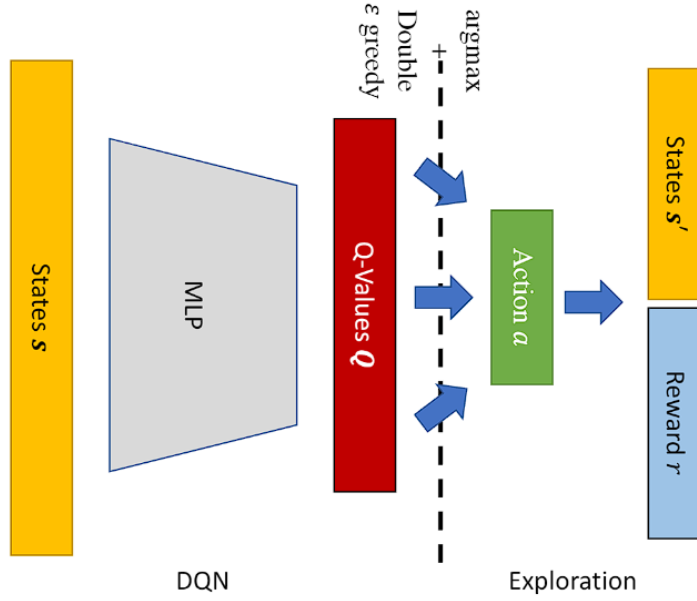 argmax
+
Double
ε greedy
States s
MLP
Q-Values Q
Action a
States s′
Reward r
DQN
Exploration